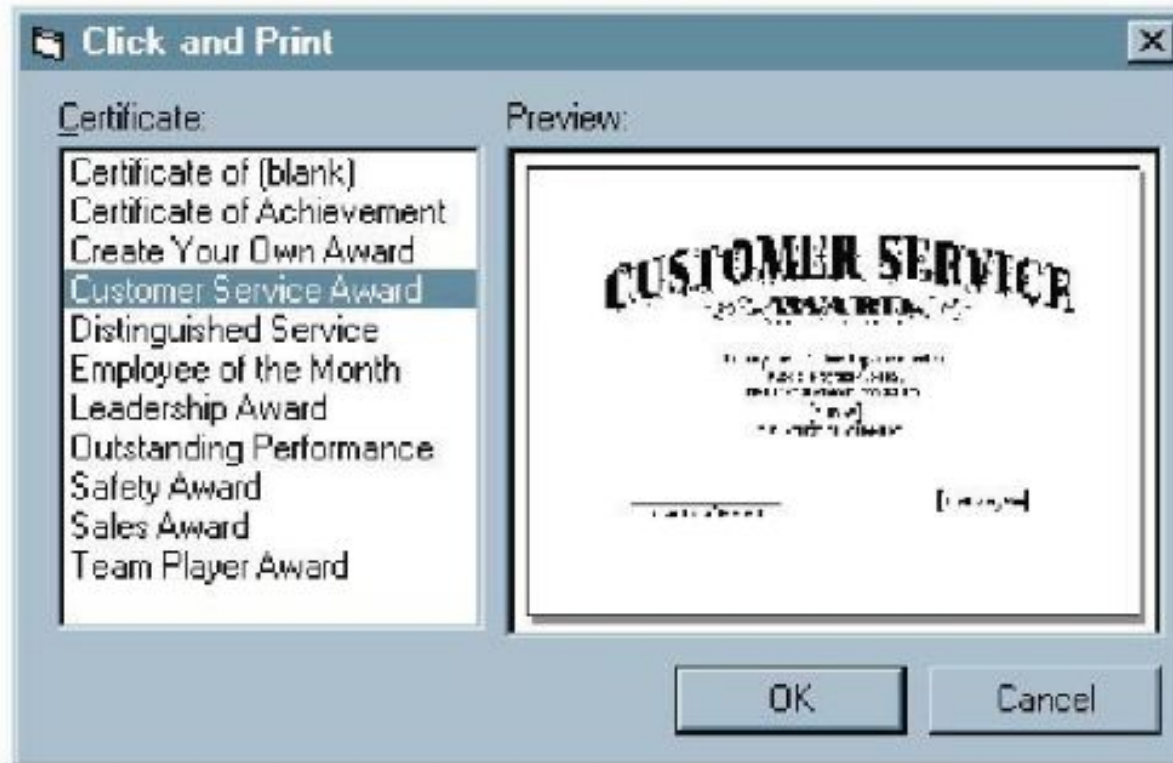 Click and Print
Certificate:
Certificate of (blank)
Certificate of Achievement
Create Your Own Award
Customer Service Award
Distinguished Service
Employee of the Month
Leadership Award
Outstanding Performance
Safety Award
Sales Award
Team Player Award
Preview:
CUSTOMER SERVICE
AWARD
OK
Cancel